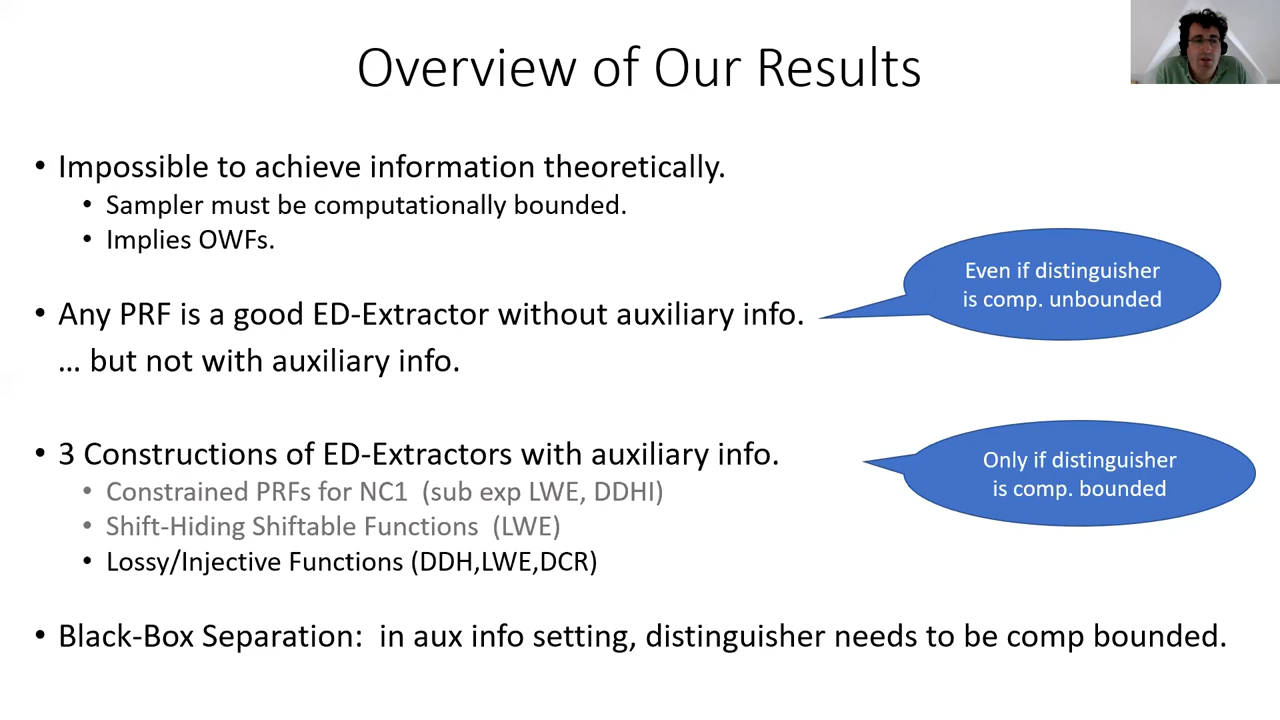 Overview of Our Results
• Impossible to achieve information theoretically.
• Sampler must be computationally bounded.
• Implies OWFs.
Even if distinguisher
is comp. unbounded
• Any PRF is a good ED-Extractor without auxiliary info.
... but not with auxiliary info.
• 3 Constructions of ED-Extractors with auxiliary info.
Only if distinguisher
is comp. bounded
• Constrained PRFs for NC1 (sub exp LWE, DDHI)
• Shift-Hiding Shiftable Functions (LWE)
• Lossy/Injective Functions (DDH,LWE,DCR)
• Black-Box Separation: in aux info setting, distinguisher needs to be comp bounded.